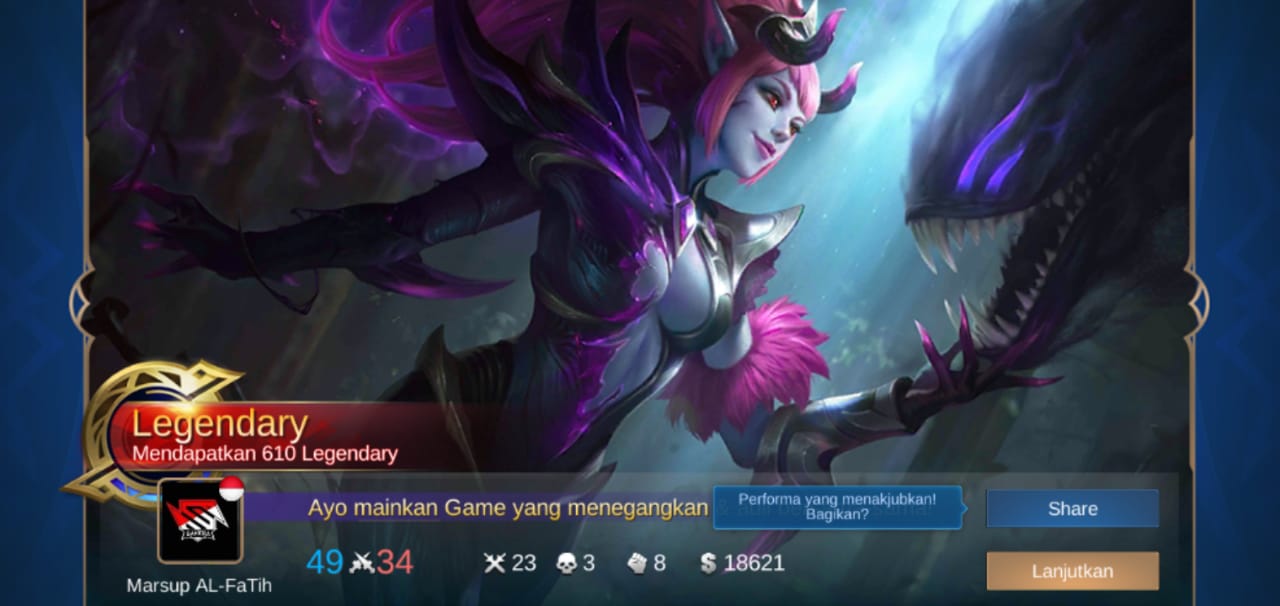 Legendary
Mendapatkan 610 Legendary
Ayo mainkan Game yang menegangkan
Performa yang menakjubkan!
Bagikan?
Share
49 34 23 3 8 18621
Lanjutkan
Marsup AL-FaTih